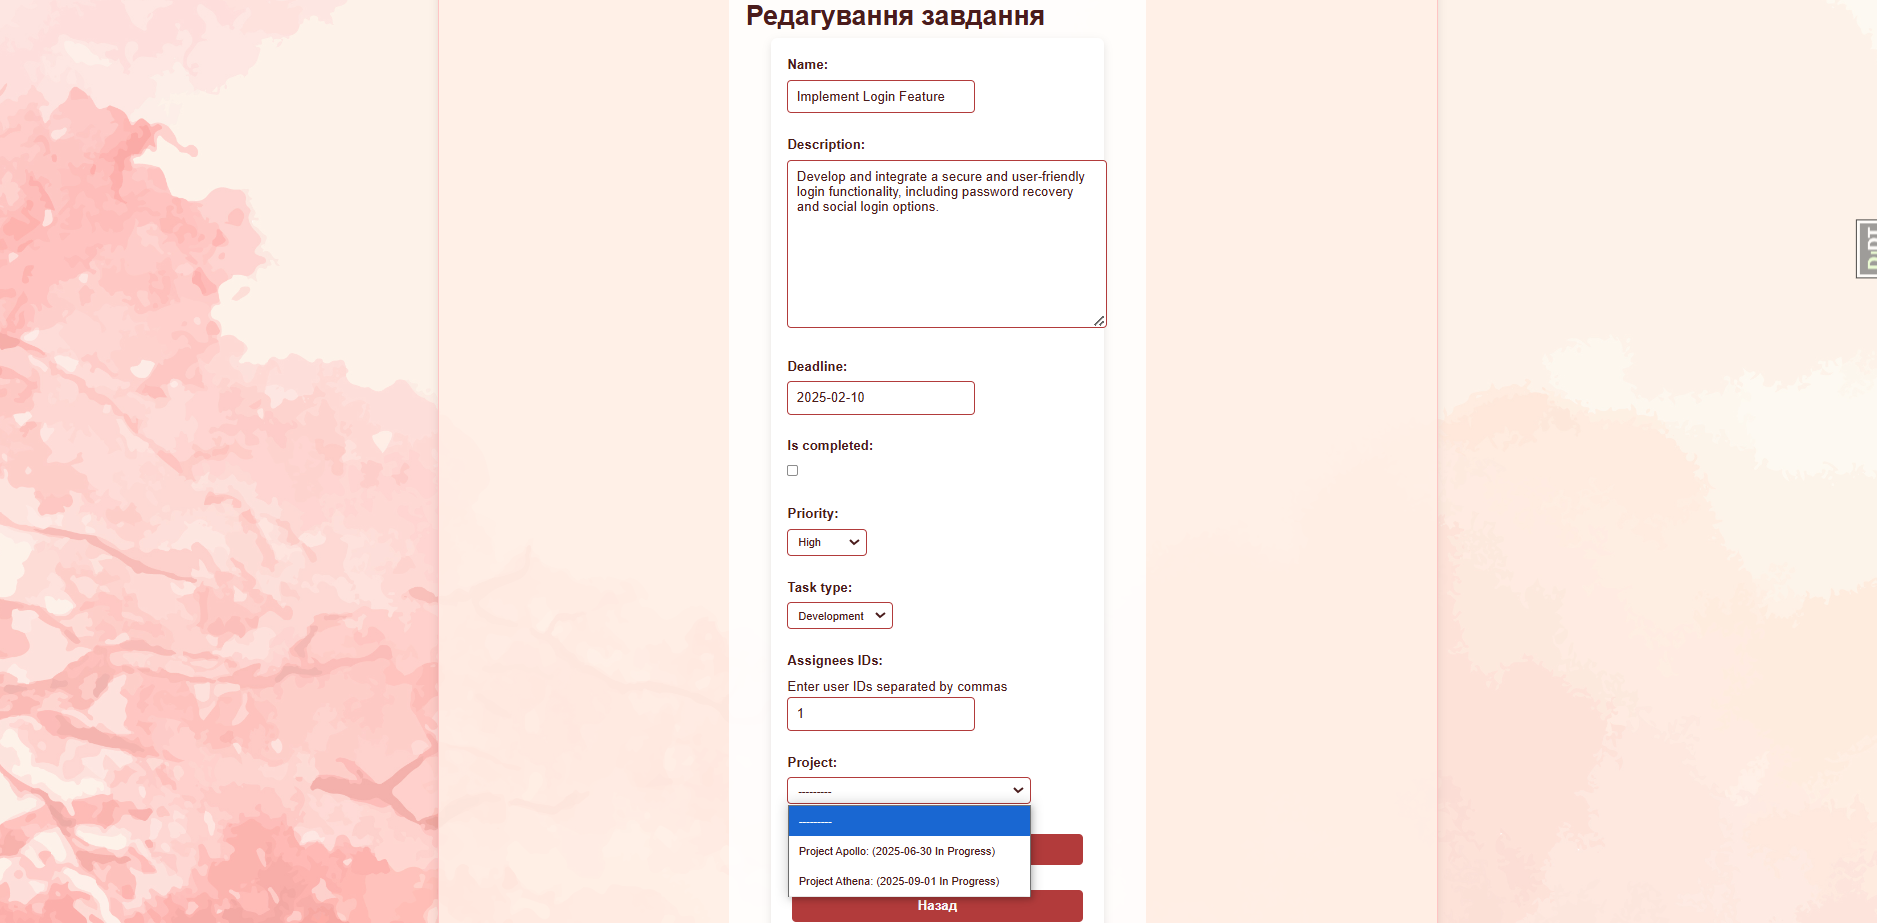 Редагування завдання
Name:
Implement Login Feature
Description:
Develop and integrate a secure and user-friendly
login functionality, including password recovery
and social login options.
Deadline:
2025-02-10
Is completed:
Priority:
High
Task type:
Development
Assignees IDs:
Enter user IDs separated by commas
1
Project:
---------
---------
Project Apollo: (2025-06-30 In Progress)
Project Athena: (2025-09-01 In Progress)
Назад
DjDT